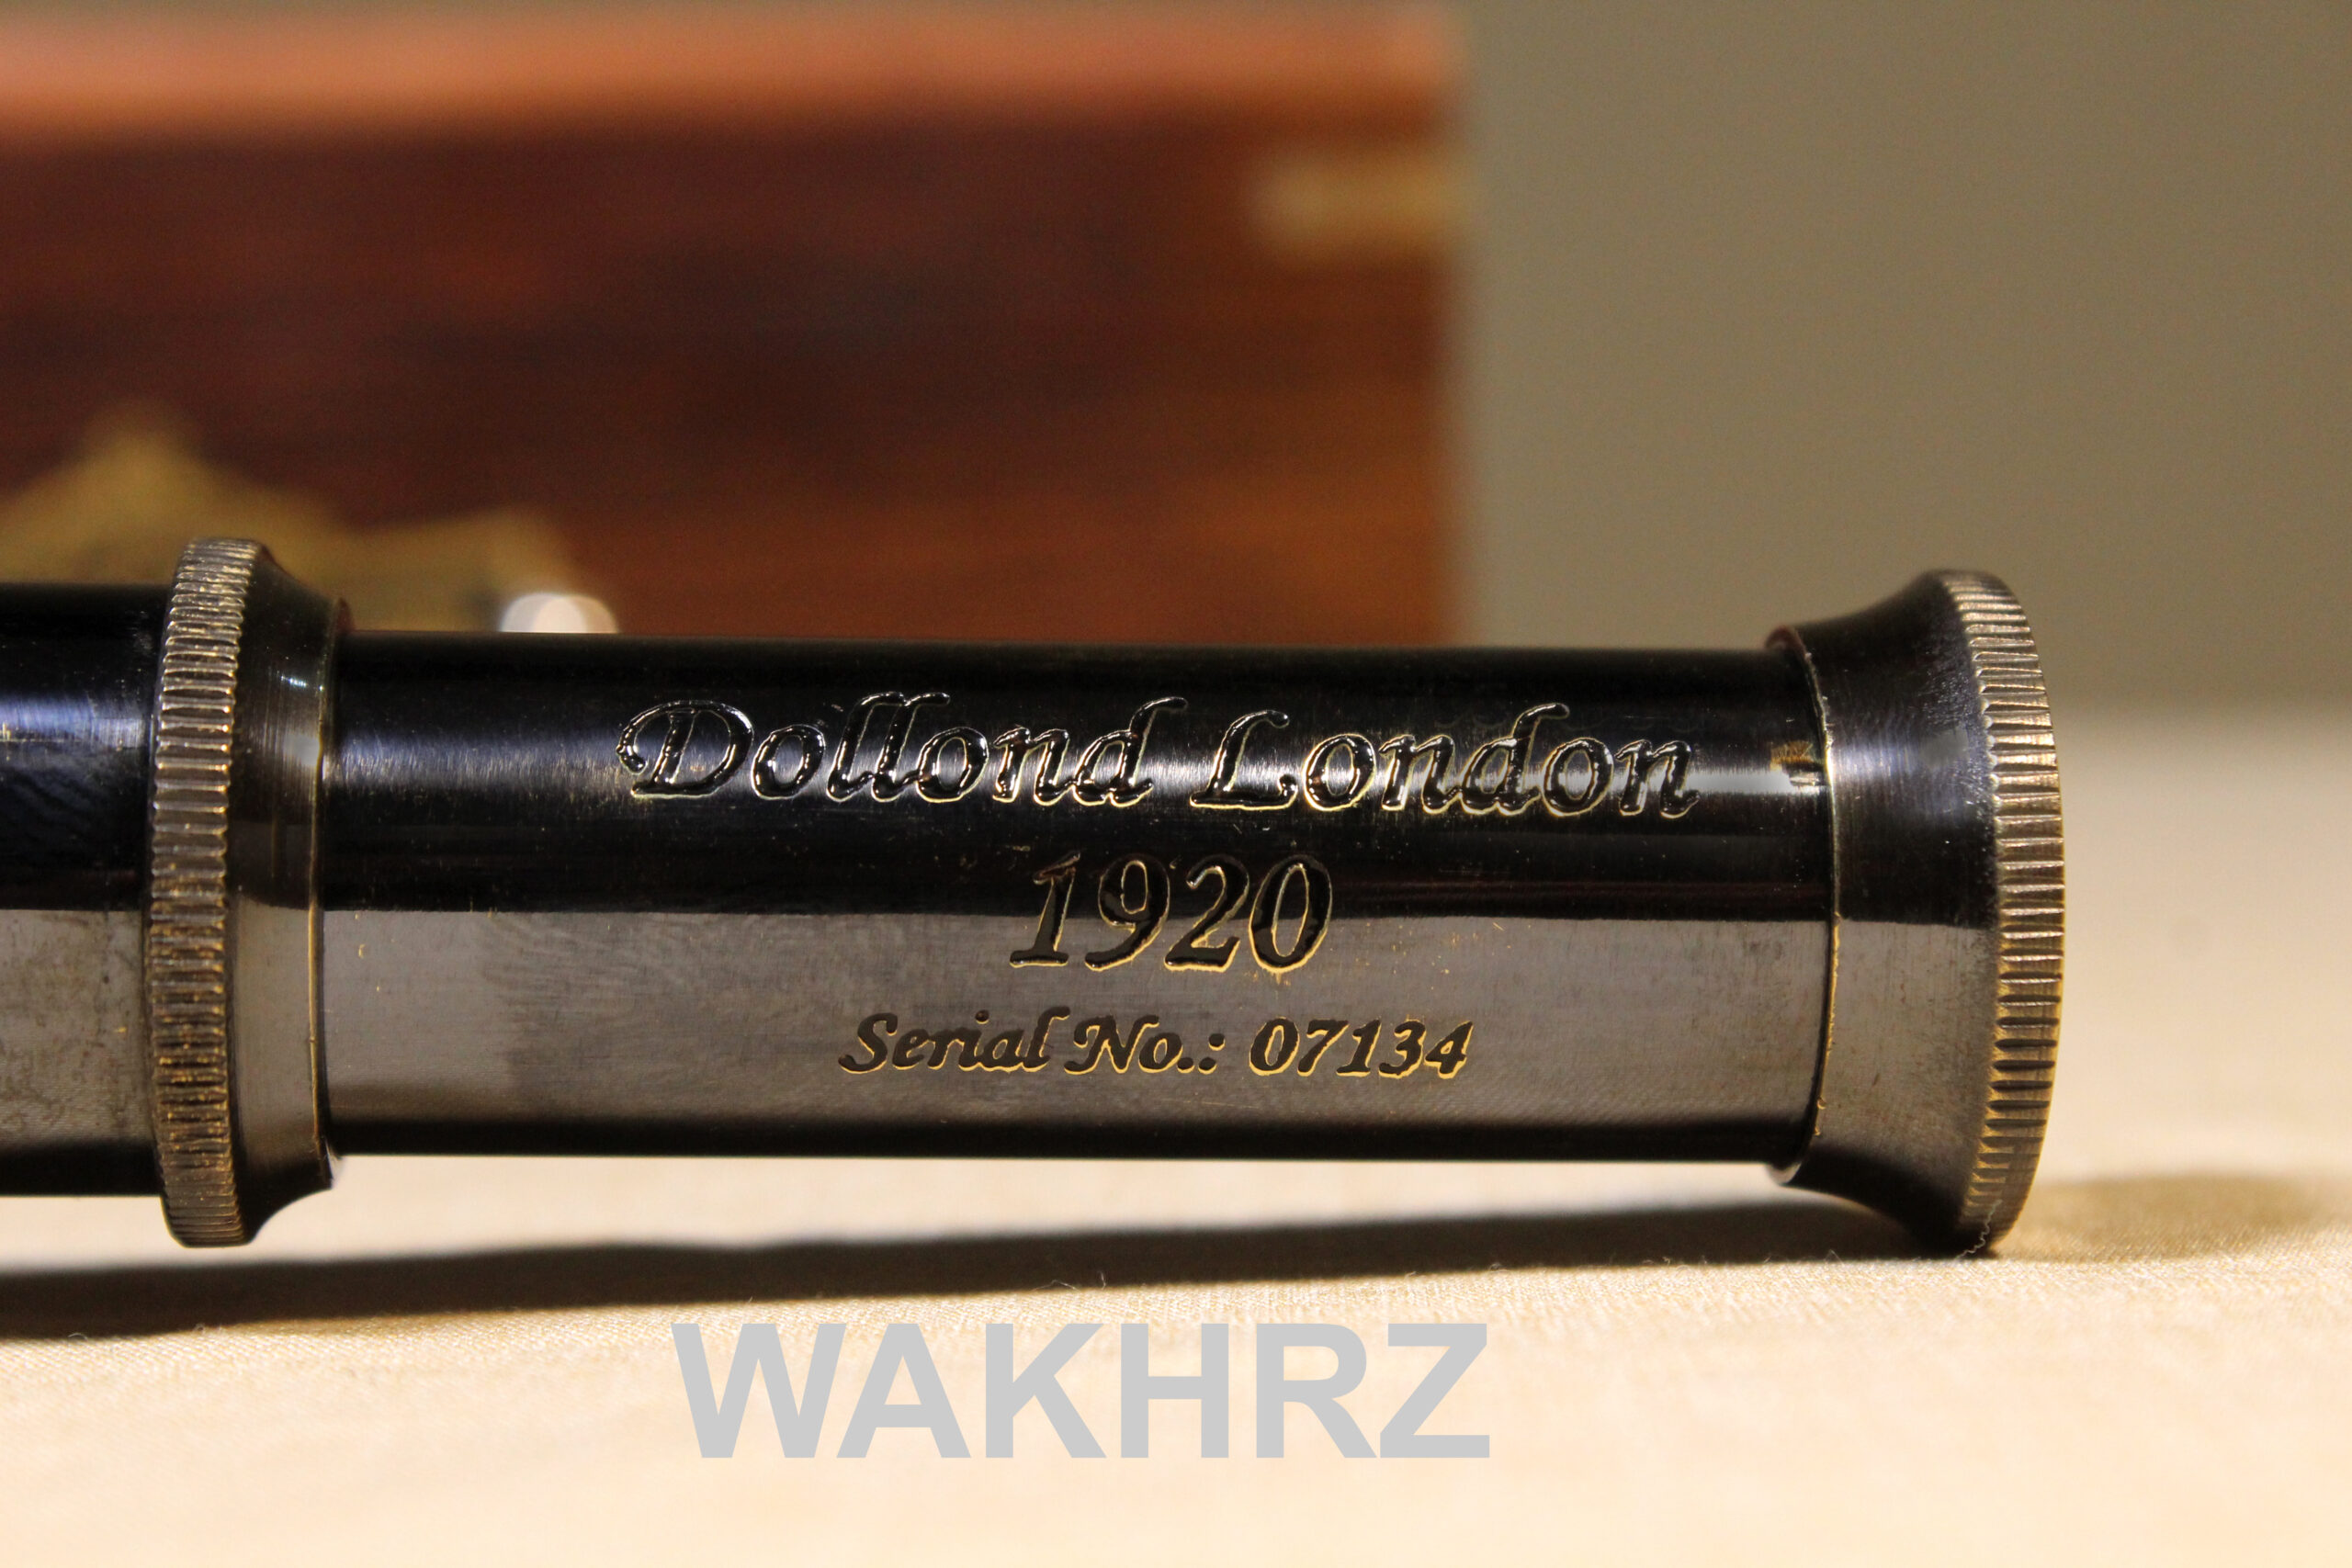 Dollond London
1920
Serial No.: 07134
WAKHRZ